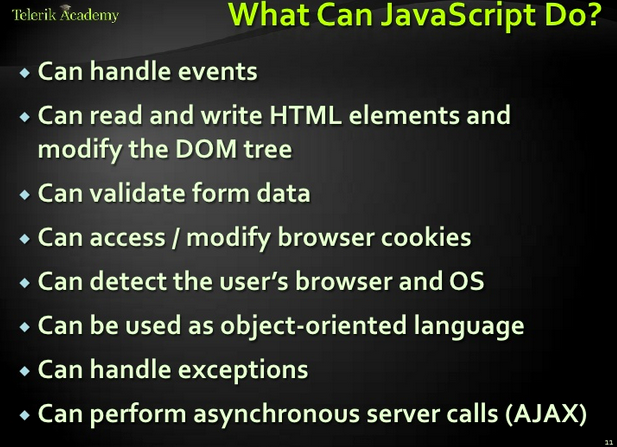 Telerik Academy
What Can JavaScript Do?
Can handle events
Can read and write HTML elements and
modify the DOM tree
Can validate form data
Can access / modify browser cookies
Can detect the user’s browser and OS
Can be used as object-oriented language
Can handle exceptions
Can perform asynchronous server calls (AJAX)
11